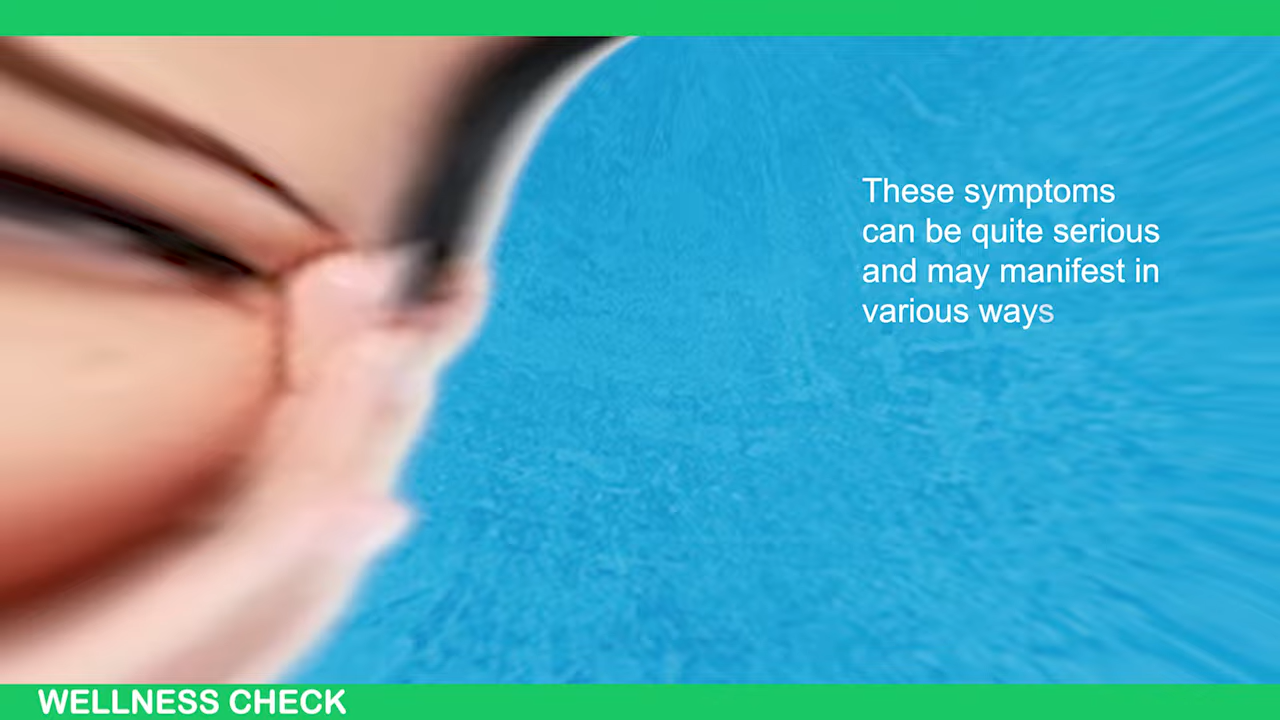 These symptoms
can be quite serious
and may manifest in
various ways
WELLNESS CHECK